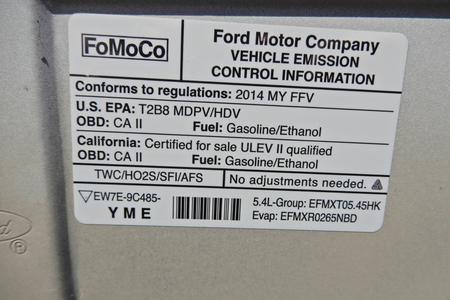 FoMoCo
Ford Motor Company
VEHICLE EMISSION
CONTROL INFORMATION
Conforms to regulations: 2014 MY FFV
U.S. EPA: T2B8 MDPV/HDV
OBD: CA II Fuel: Gasoline/Ethanol
California: Certified for sale ULEV II qualified
OBD: CA II Fuel: Gasoline/Ethanol
TWC/HO2S/SFI/AFS No adjustments needed.
EW7E-9C485-
YME
5.4L-Group: EFMXT05.45HK
Evap: EFMXR0265NBD